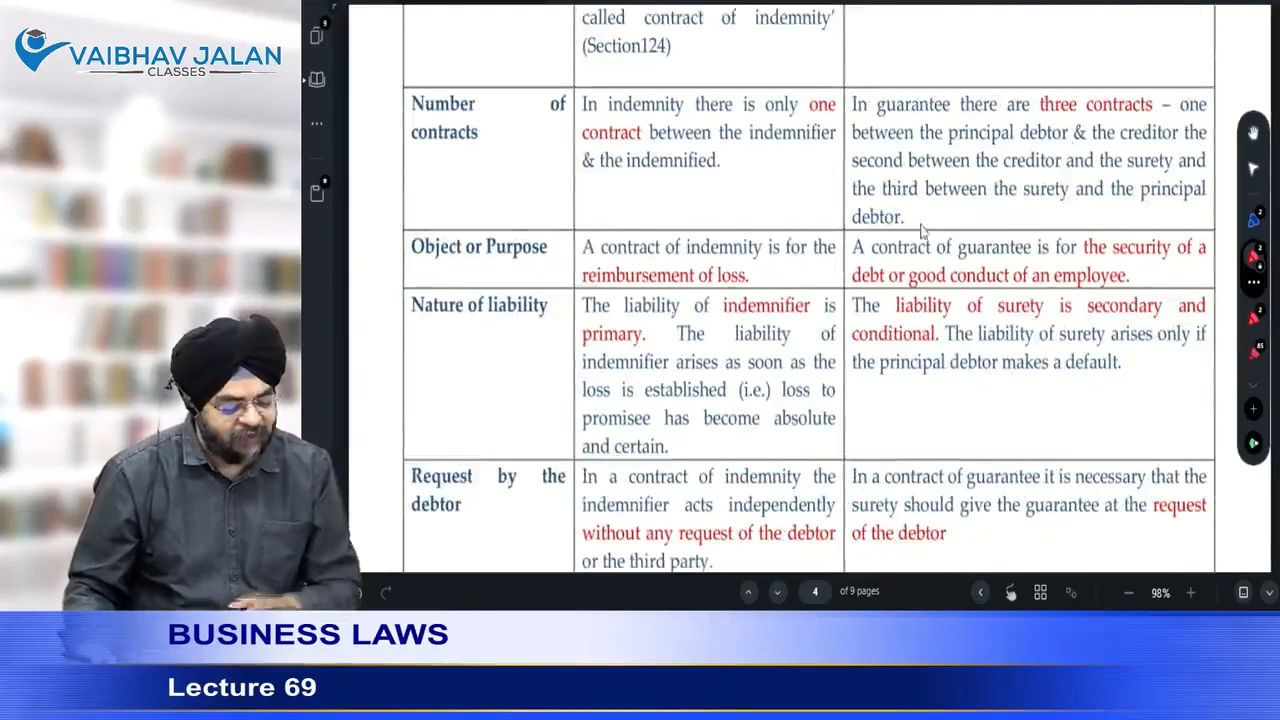 VAIBHAV JALAN
CLASSES
called contract of indemnity'
(Section124)
Number of
contracts
In indemnity there is only one
contract between the indemnifier
& the indemnified.
In guarantee there are three contracts – one
between the principal debtor & the creditor the
second between the creditor and the surety and
the third between the surety and the principal
debtor.
Object or Purpose
A contract of indemnity is for the
reimbursement of loss.
A contract of guarantee is for the security of a
debt or good conduct of an employee.
Nature of liability
The liability of indemnifier is
primary. The liability of
indemnifier arises as soon as the
loss is established (i.e.) loss to
promisee has become absolute
and certain.
The liability of surety is secondary and
conditional. The liability of surety arises only if
the principal debtor makes a default.
Request by the
debtor
In a contract of indemnity the
indemnifier acts independently
without any request of the debtor
or the third party.
In a contract of guarantee it is necessary that the
surety should give the guarantee at the request
of the debtor
4 of 9 pages
98%
BUSINESS LAWS
Lecture 69